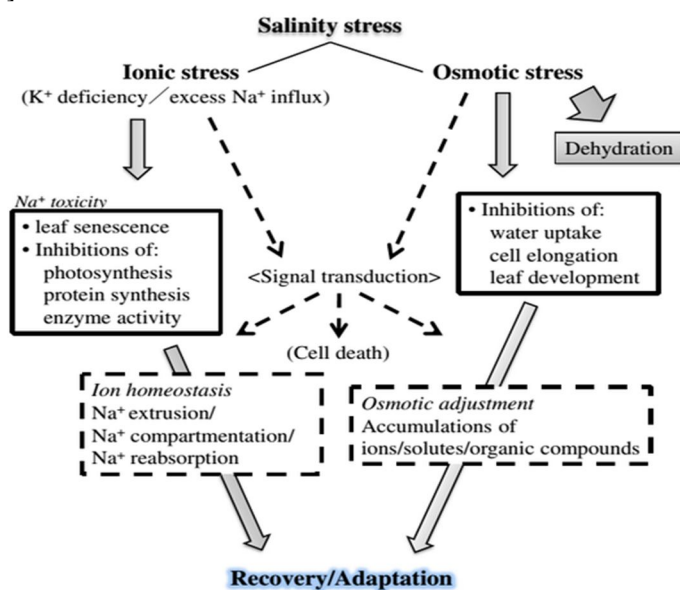 Salinity stress
Ionic stress
(K⁺ deficiency／excess Na⁺ influx)
Osmotic stress
Dehydration
Na⁺ toxicity
• leaf senescence
• Inhibitions of:
photosynthesis
protein synthesis
enzyme activity
• Inhibitions of:
water uptake
cell elongation
leaf development
<Signal transduction>
(Cell death)
Ion homeostasis
Na⁺ extrusion/
Na⁺ compartmentation/
Na⁺ reabsorption
Osmotic adjustment
Accumulations of
ions/solutes/organic compounds
Recovery/Adaptation